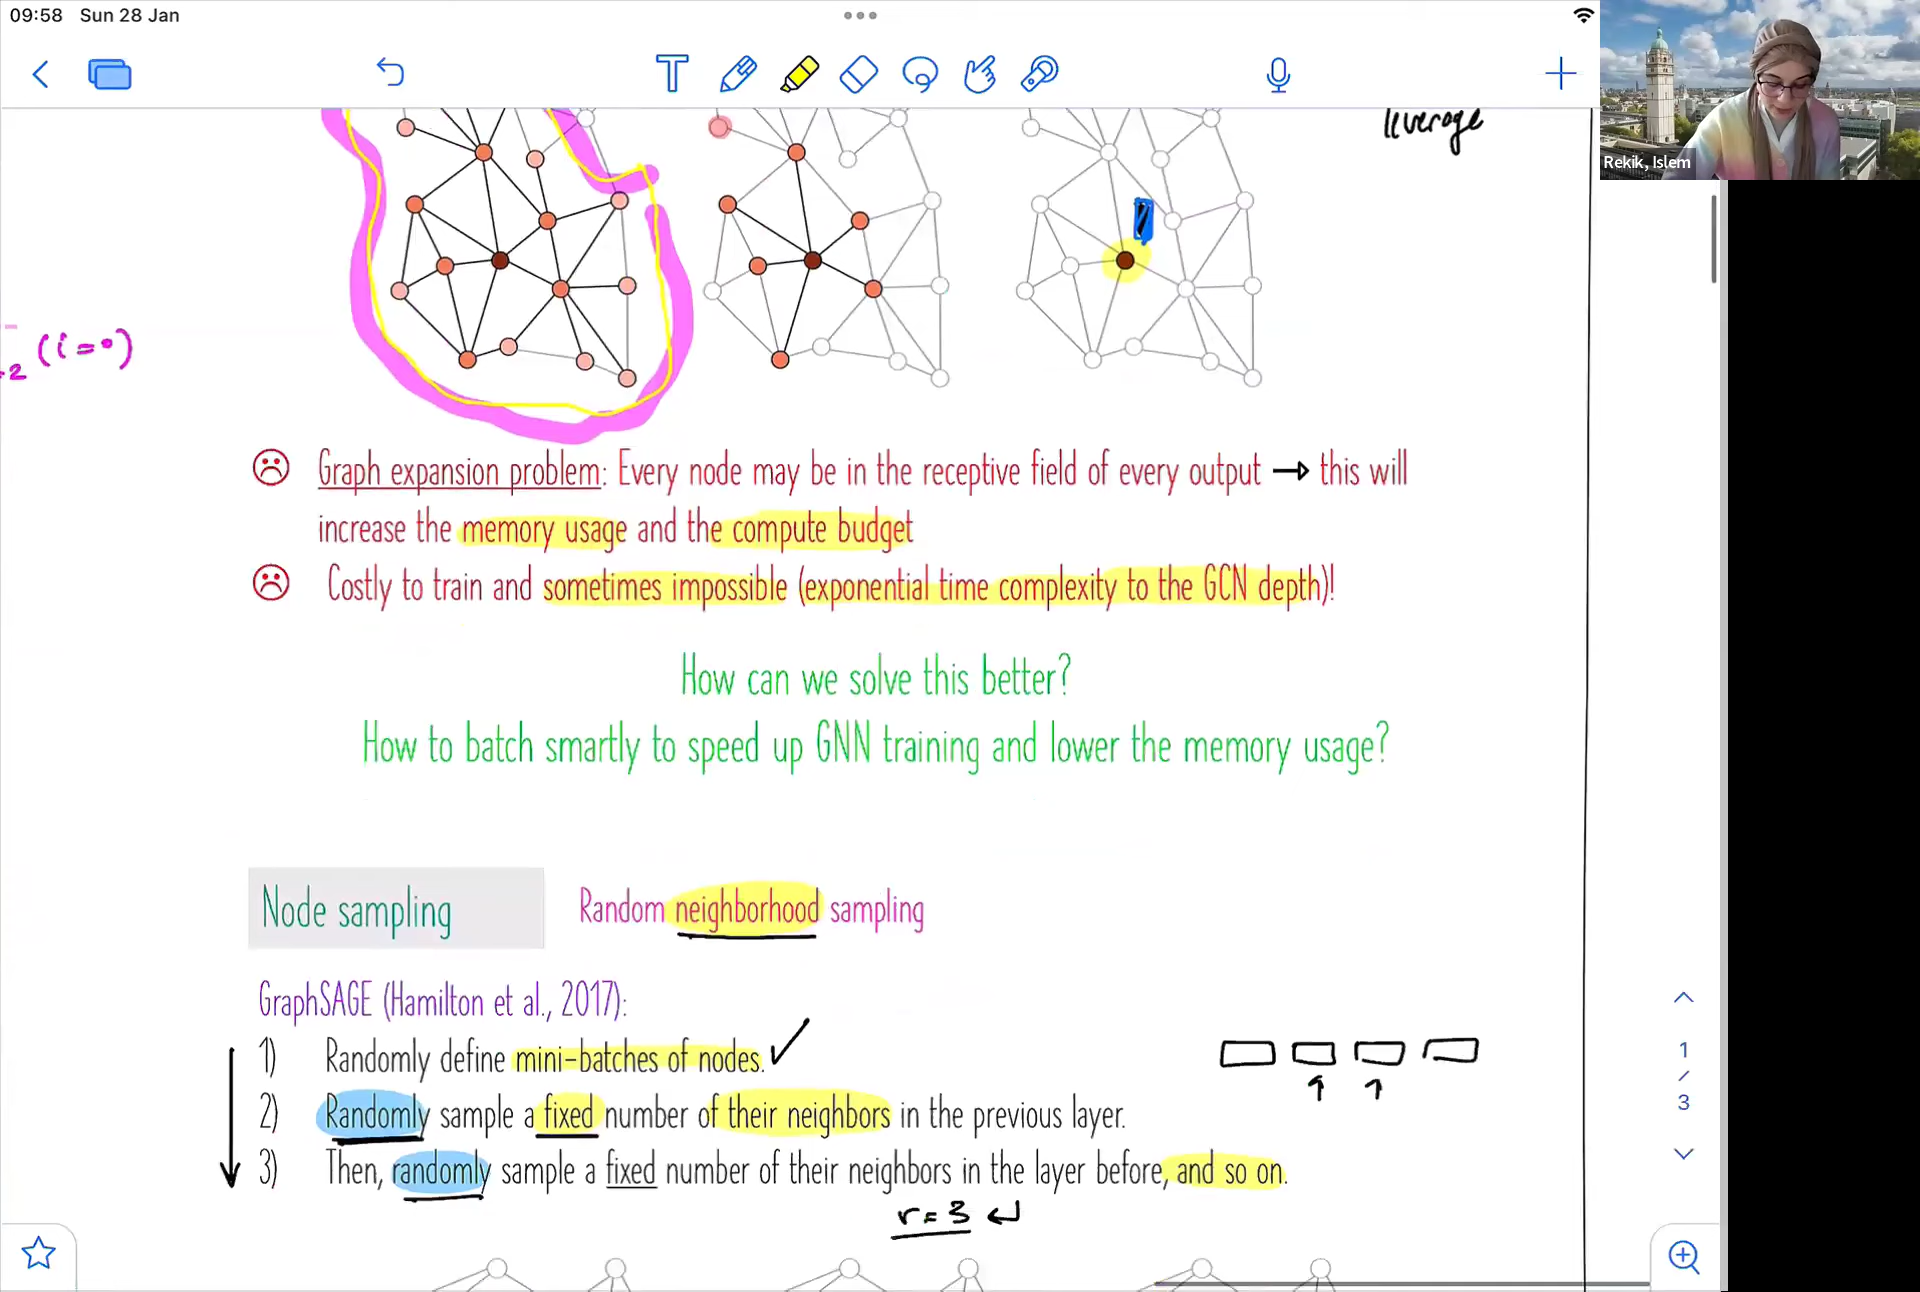 09:58 Sun 28 Jan
leverage
Rekik, Islem
(i=•)
Graph expansion problem: Every node may be in the receptive field of every output → this will
increase the memory usage and the compute budget
Costly to train and sometimes impossible (exponential time complexity to the GCN depth)!
How can we solve this better?
How to batch smartly to speed up GNN training and lower the memory usage?
Node sampling Random neighborhood sampling
GraphSAGE (Hamilton et al., 2017):
1) Randomly define mini-batches of nodes.
2) Randomly sample a fixed number of their neighbors in the previous layer.
3) Then, randomly sample a fixed number of their neighbors in the layer before, and so on.
r=3
1
/
3